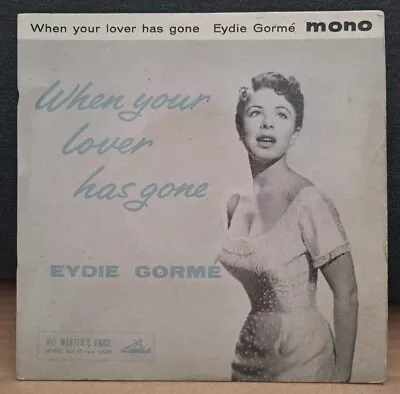 When your lover has gone Eydie Gormé mono
When your
lover
has gone
EYDIE GORMÉ
HIS MASTER'S VOICE